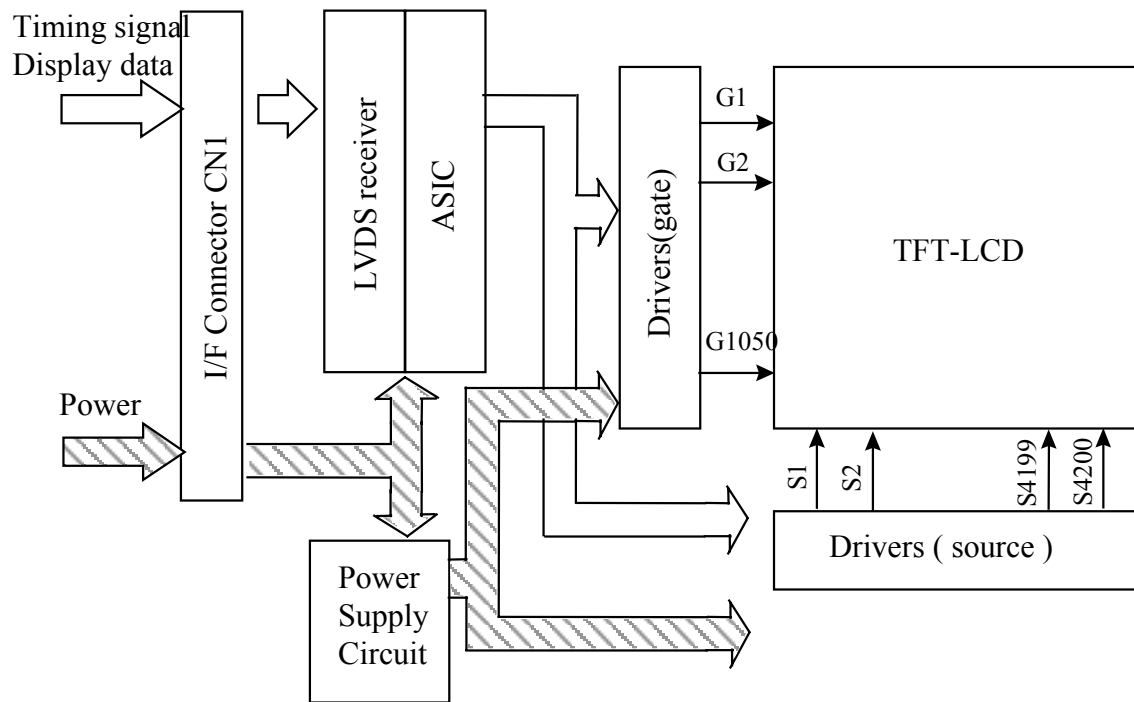 Timing signal
Display data
Power
I/F Connector CN1
LVDS receiver
ASIC
Power
Supply
Circuit
Drivers(gate)
G1
G2
G1050
TFT-LCD
S1
S2
S4199
S4200
Drivers ( source )